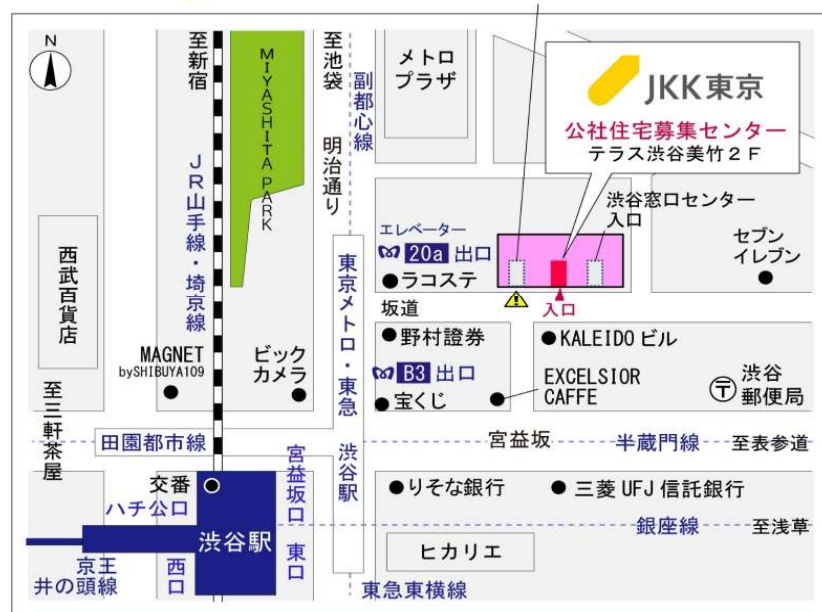 N
至新宿
MIYASHITA PARK
至池袋
副都心線
明治通り
メトロ
プラザ
JKK東京
公社住宅募集センター
テラス渋谷美竹2F
JR山手線・埼京線
渋谷窓口センター
入口
エレベーター
20a 出口
ラコステ
セブン
イレブン
西武百貨店
東京メトロ・東急
渋谷駅
坂道
入口
野村證券
KALEIDO ビル
MAGNET
bySHIBUYA109
ビック
カメラ
B3 出口
宝くじ
EXCELSIOR
CAFFE
渋谷
郵便局
至三軒茶屋
田園都市線
宮益坂
半蔵門線
至表参道
交番
宮益坂口
りそな銀行
三菱UFJ信託銀行
ハチ公口
渋谷駅
銀座線
至浅草
京王
井の頭線
西口
東口
ヒカリエ
東急東横線